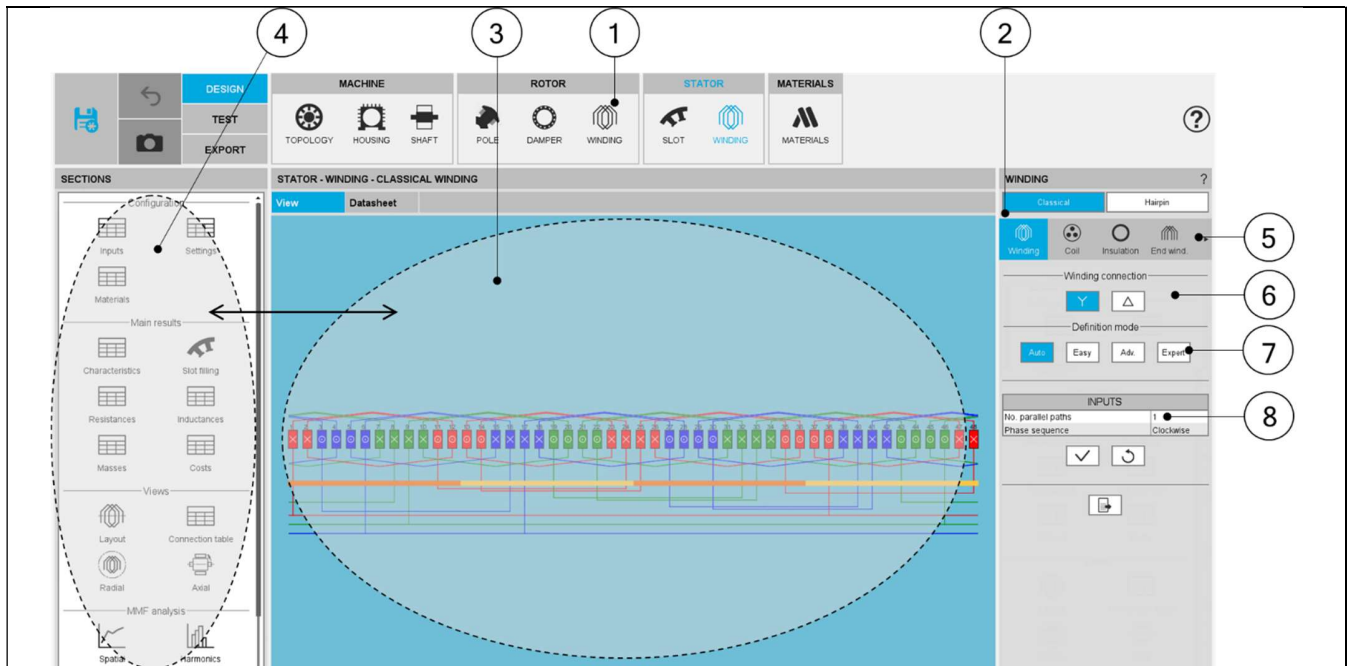 4
3
1
2
DESIGN
TEST
EXPORT
MACHINE
TOPOLOGY HOUSING SHAFT
ROTOR
POLE DAMPER WINDING
STATOR
SLOT WINDING
MATERIALS
MATERIALS
?
SECTIONS
Configuration
Inputs Settings
Materials
Main results
Characteristics Slot filling
Resistances Inductances
Masses Costs
Views
Layout Connection table
Radial Axial
MMF analysis
Spatial Harmonics
STATOR - WINDING - CLASSICAL WINDING
View Datasheet
WINDING ?
Classical Hairpin
Winding Coil Insulation End wind.
5
Winding connection
Y Δ
6
Definition mode
Auto Easy Adv. Expert
7
INPUTS
No. parallel paths 1
Phase sequence Clockwise
8